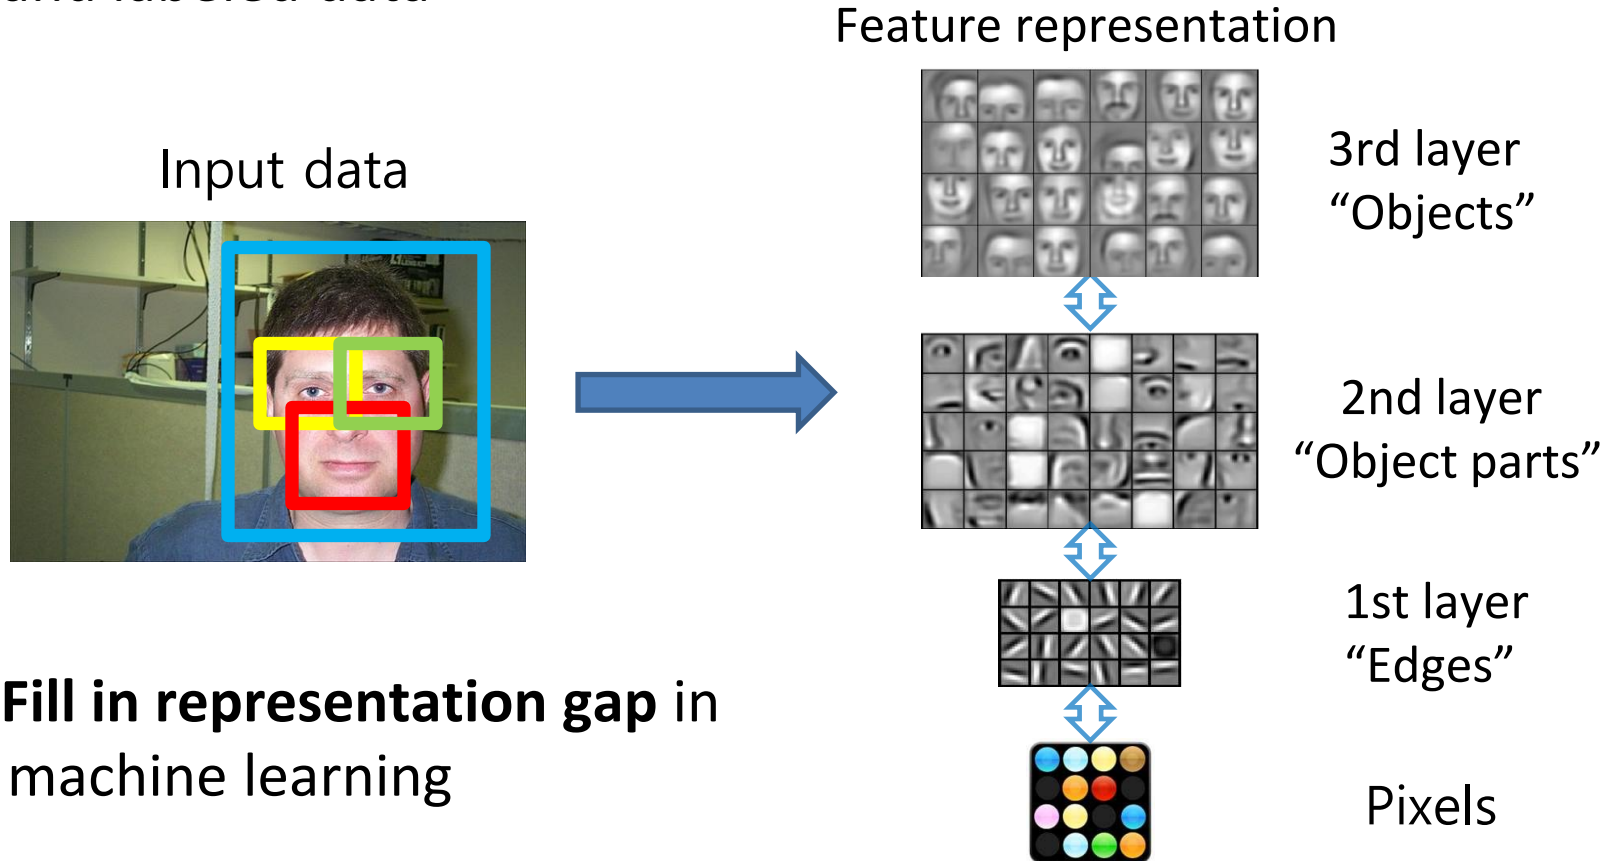 Feature representation
Input data
3rd layer
“Objects”
2nd layer
“Object parts”
1st layer
“Edges”
Fill in representation gap in
machine learning
Pixels